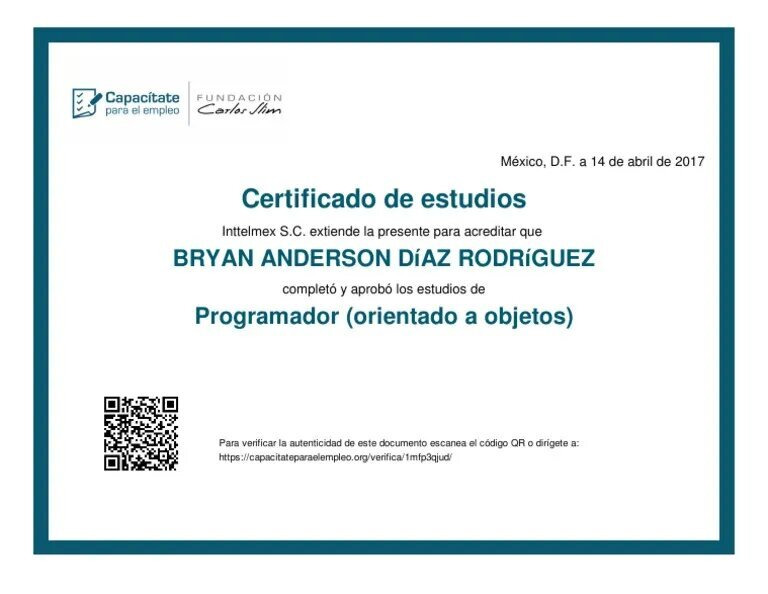 Capacítate
para el empleo
FUNDACIÓN
Carlos Slim
México, D.F. a 14 de abril de 2017
Certificado de estudios
Inttelmex S.C. extiende la presente para acreditar que
BRYAN ANDERSON DíAZ RODRíGUEZ
completó y aprobó los estudios de
Programador (orientado a objetos)
Para verificar la autenticidad de este documento escanea el código QR o dirígete a:
https://capacitateparaelempleo.org/verifica/1mfp3qjud/